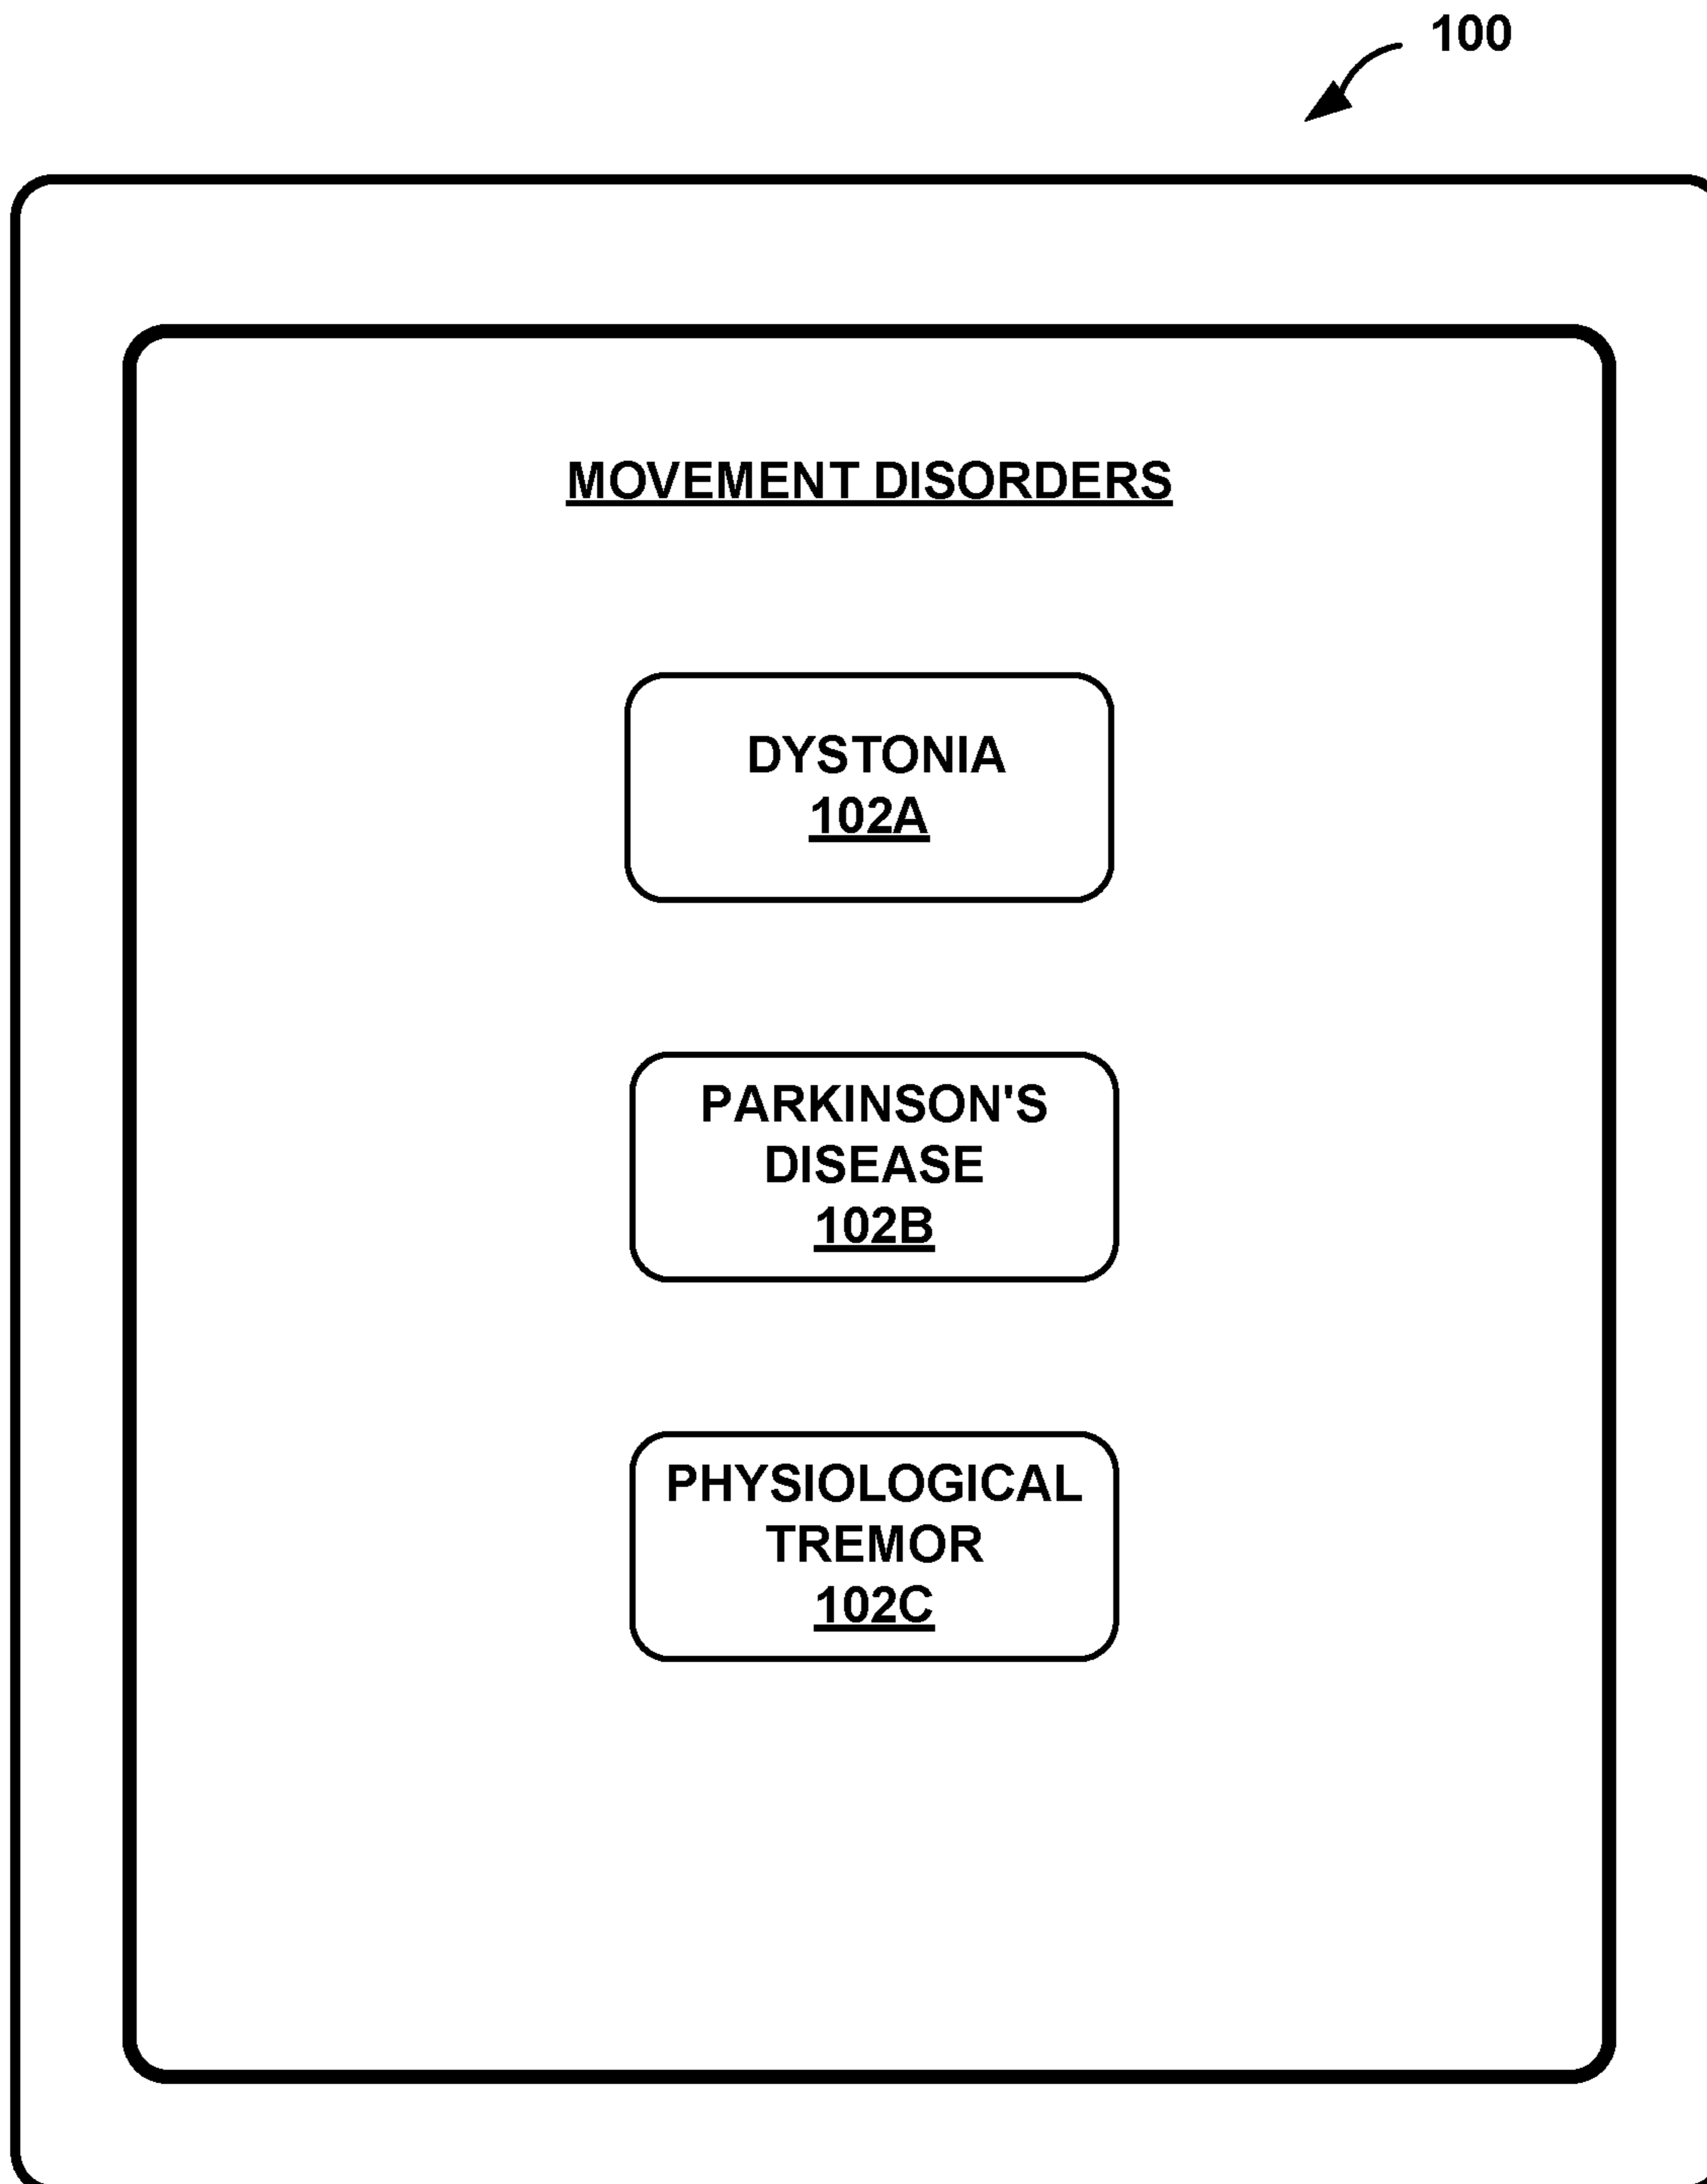 100
MOVEMENT DISORDERS
DYSTONIA
102A
PARKINSON'S
DISEASE
102B
PHYSIOLOGICAL
TREMOR
102C